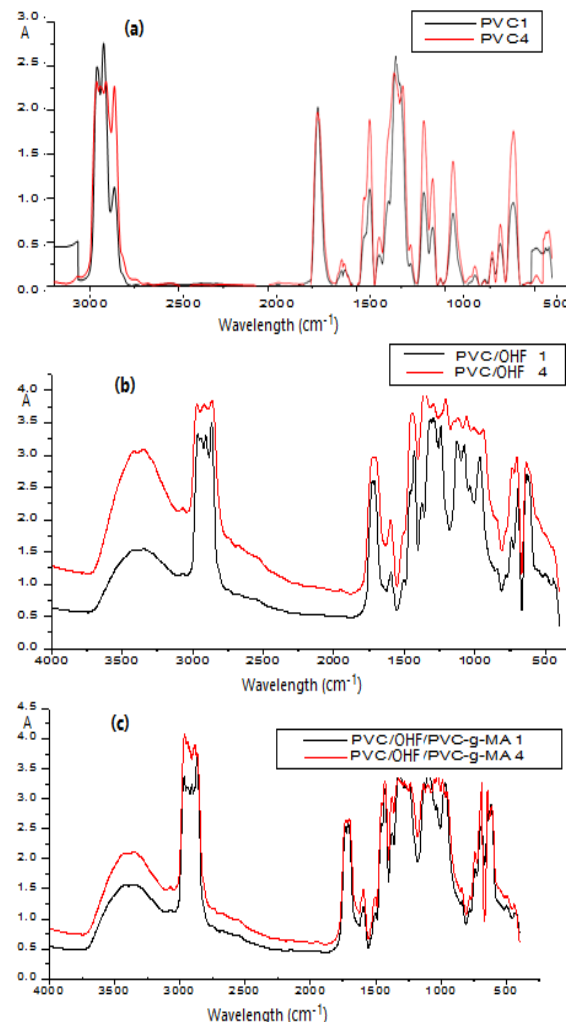 (a)
PVC1
PVC4
3.0
A
2.5
2.0
1.5
1.0
0.5
0.0
3000 2500 1500 1000 500
Wavelength (cm-1)
(b)
PVC/OHF 1
PVC/OHF 4
4.0
A
3.5
3.0
2.5
2.0
1.5
1.0
0.5
0.0
4000 3500 3000 2500 2000 1500 1000 500
Wavelength (cm-1)
(c)
PVC/OHF/PVC-g-MA 1
PVC/OHF/PVC-g-MA 4
4.5
A
4.0
3.5
3.0
2.5
2.0
1.5
1.0
0.5
0.0
4000 3500 3000 2500 2000 1500 1000 500
Wavelength (cm-1)